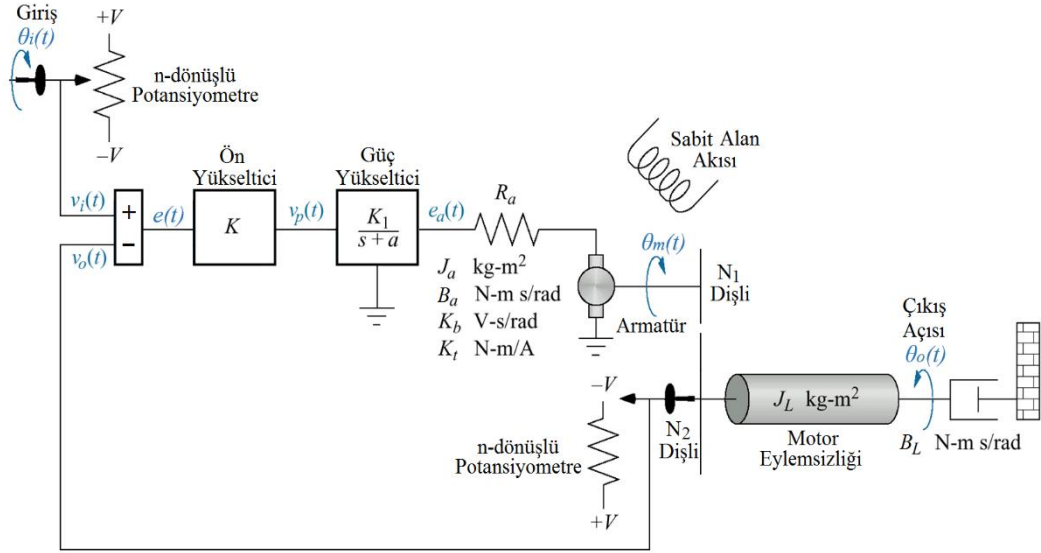 Giriş
θi(t)
+V
n-dönüşlü
Potansiyometre
−V
Ön
Yükseltici
Güç
Yükseltici
Sabit Alan
Akısı
vi(t)
+
e(t)
K
vp(t)
K1
s + a
ea(t)
Ra
−
vo(t)
Ja kg-m²
Ba N-m s/rad
Kb V-s/rad
Kt N-m/A
θm(t)
N1
Dişli
Armatür
Çıkış
Açısı
θo(t)
−V
n-dönüşlü
Potansiyometre
+V
N2
Dişli
JL kg-m²
Motor
Eylemsizliği
BL N-m s/rad